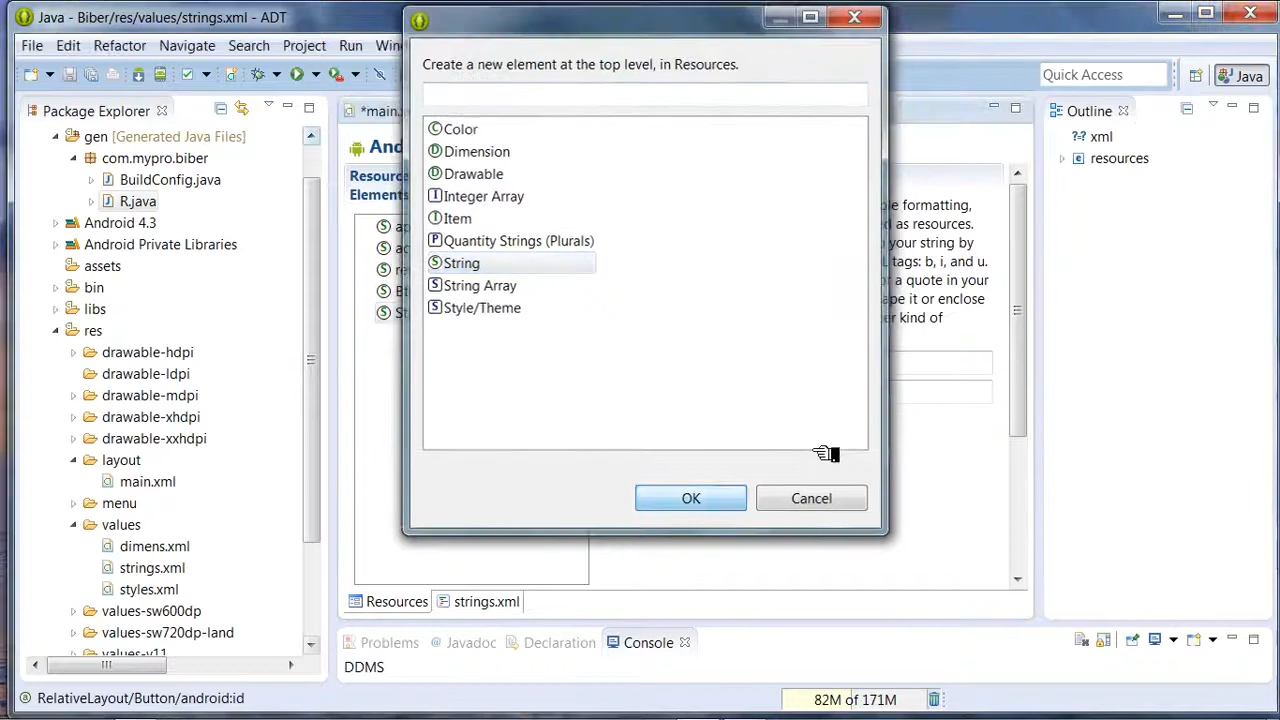 Java - Biber/res/values/strings.xml - ADT
File Edit Refactor Navigate Search Project Run
Quick Access
Java
Package Explorer
gen [Generated Java Files]
com.mypro.biber
BuildConfig.java
R.java
Android 4.3
Android Private Libraries
assets
bin
libs
res
drawable-hdpi
drawable-ldpi
drawable-mdpi
drawable-xhdpi
drawable-xxhdpi
layout
main.xml
menu
values
dimens.xml
strings.xml
styles.xml
values-sw600dp
values-sw720dp-land
values-v11
Create a new element at the top level, in Resources.
C Color
D Dimension
D Drawable
I Integer Array
I Item
P Quantity Strings (Plurals)
S String
S String Array
S Style/Theme
OK
Cancel
*main.
Elements
formatting,
as resources.
your string by
tags: b, i, and u.
or a quote in your
or enclose
kind of
Resources
strings.xml
Outline
xml
resources
Problems
@ Javadoc
Declaration
Console
DDMS
RelativeLayout/Button/android:id
82M of 171M